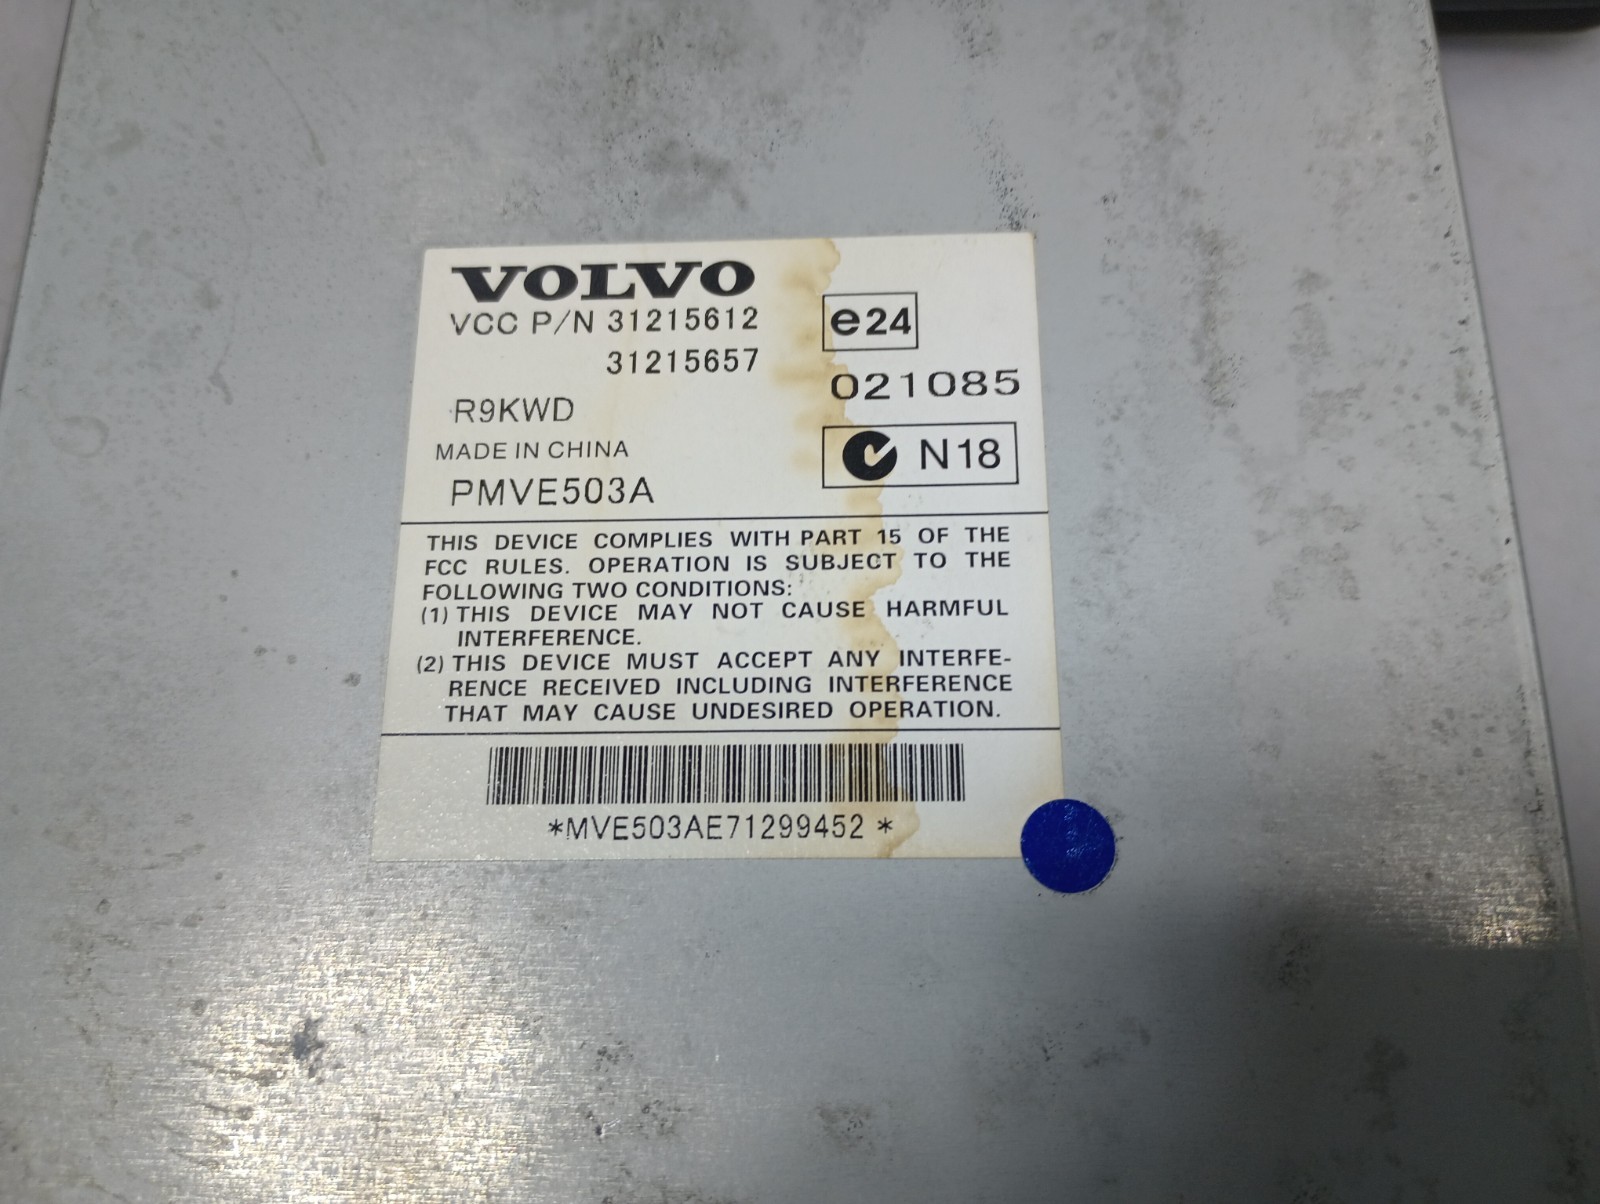 VOLVO
VCC P/N 31215612
31215657
R9KWD
MADE IN CHINA
PMVE503A
e24
021085
N18
THIS DEVICE COMPLIES WITH PART 15 OF THE
FCC RULES. OPERATION IS SUBJECT TO THE
FOLLOWING TWO CONDITIONS:
(1) THIS DEVICE MAY NOT CAUSE HARMFUL
INTERFERENCE.
(2) THIS DEVICE MUST ACCEPT ANY INTERFE-
RENCE RECEIVED INCLUDING INTERFERENCE
THAT MAY CAUSE UNDESIRED OPERATION.
*MVE503AE71299452 *